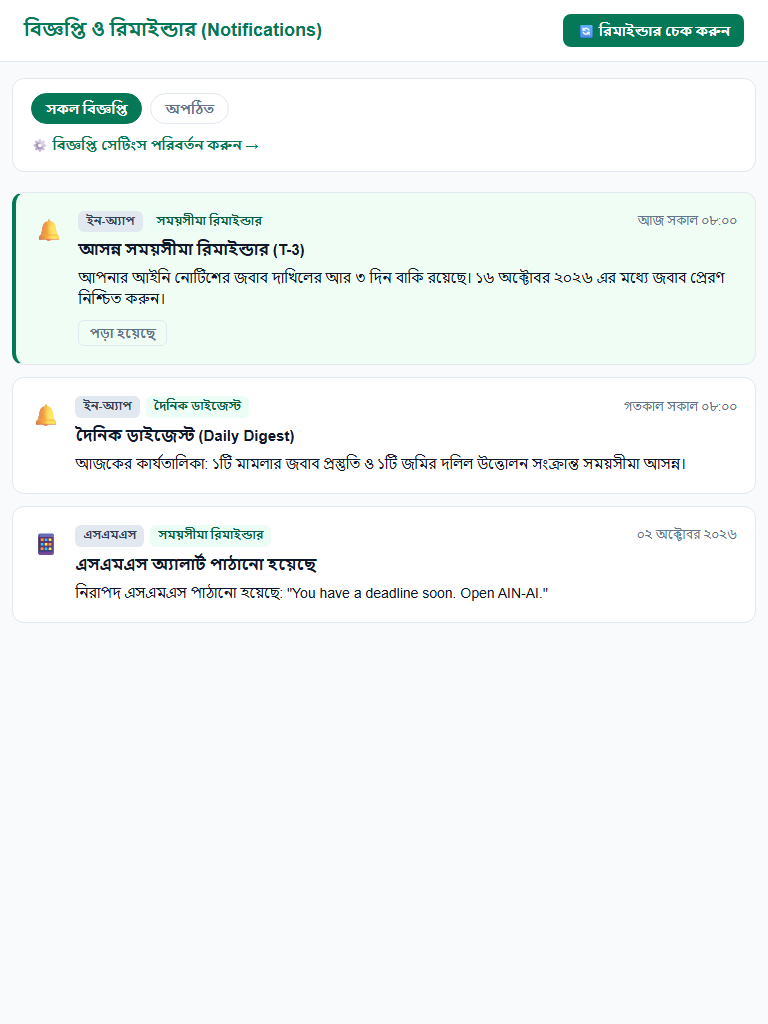 বিজ্ঞপ্তি ও রিমাইন্ডার (Notifications)
রিমাইন্ডার চেক করুন
সকল বিজ্ঞপ্তি
অপঠিত
বিজ্ঞপ্তি সেটিংস পরিবর্তন করুন →
ইন-অ্যাপ
সময়সীমা রিমাইন্ডার
আজ সকাল ০৮:০০
আসন্ন সময়সীমা রিমাইন্ডার (T-3)
আপনার আইনি নোটিশের জবাব দাখিলের আর ৩ দিন বাকি রয়েছে। ১৬ অক্টোবর ২০২৬ এর মধ্যে জবাব প্রেরণ
নিশ্চিত করুন।
পড়া হয়েছে
ইন-অ্যাপ
দৈনিক ডাইজেস্ট
গতকাল সকাল ০৮:০০
দৈনিক ডাইজেস্ট (Daily Digest)
আজকের কার্যতালিকা: ১টি মামলার জবাব প্রস্তুতি ও ১টি জমির দলিল উত্তোলন সংক্রান্ত সময়সীমা আসন্ন।
এসএমএস
সময়সীমা রিমাইন্ডার
০২ অক্টোবর ২০২৬
এসএমএস অ্যালার্ট পাঠানো হয়েছে
নিরাপদ এসএমএস পাঠানো হয়েছে: "You have a deadline soon. Open AIN-AI."